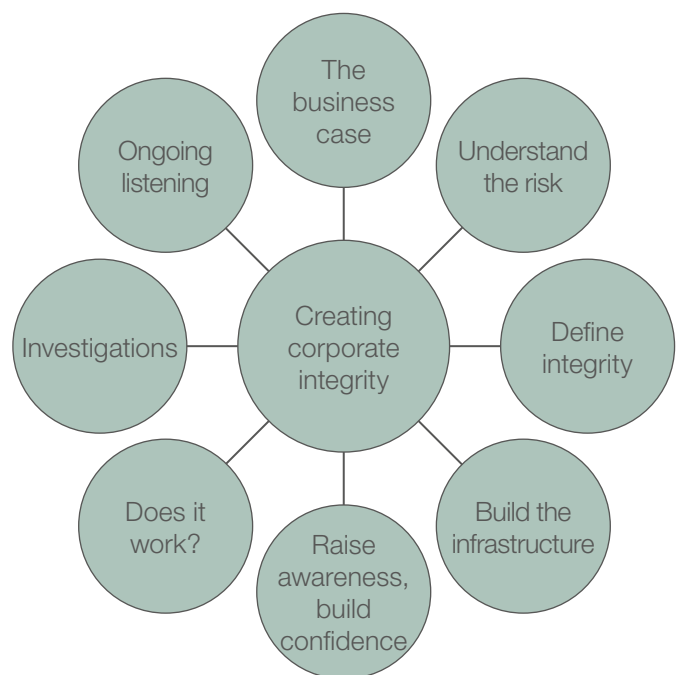 The
business
case
Ongoing
listening
Understand
the risk
Creating
corporate
integrity
Investigations
Define
integrity
Does it
work?
Build the
infrastructure
Raise
awareness,
build
confidence